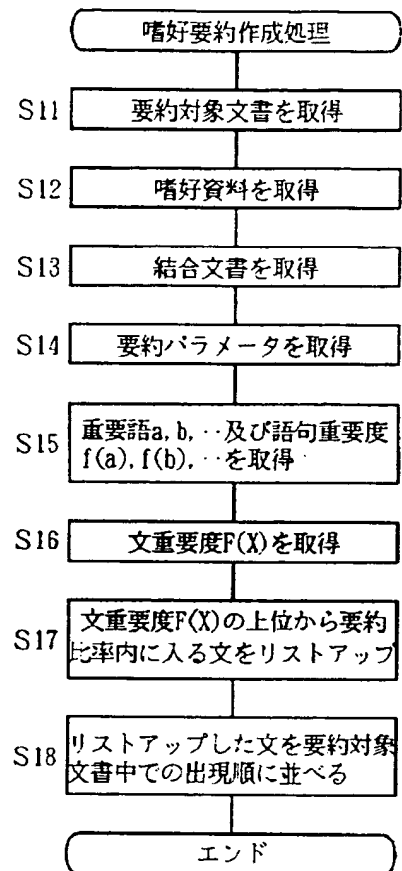 嗜好要約作成処理
S11 要約対象文書を取得
S12 嗜好資料を取得
S13 結合文書を取得
S14 要約パラメータを取得
S15 重要語a,b,‥及び語句重要度
f(a),f(b),‥を取得
S16 文重要度F(X)を取得
S17 文重要度F(X)の上位から要約
比率内に入る文をリストアップ
S18 リストアップした文を要約対象
文書中での出現順に並べる
エンド